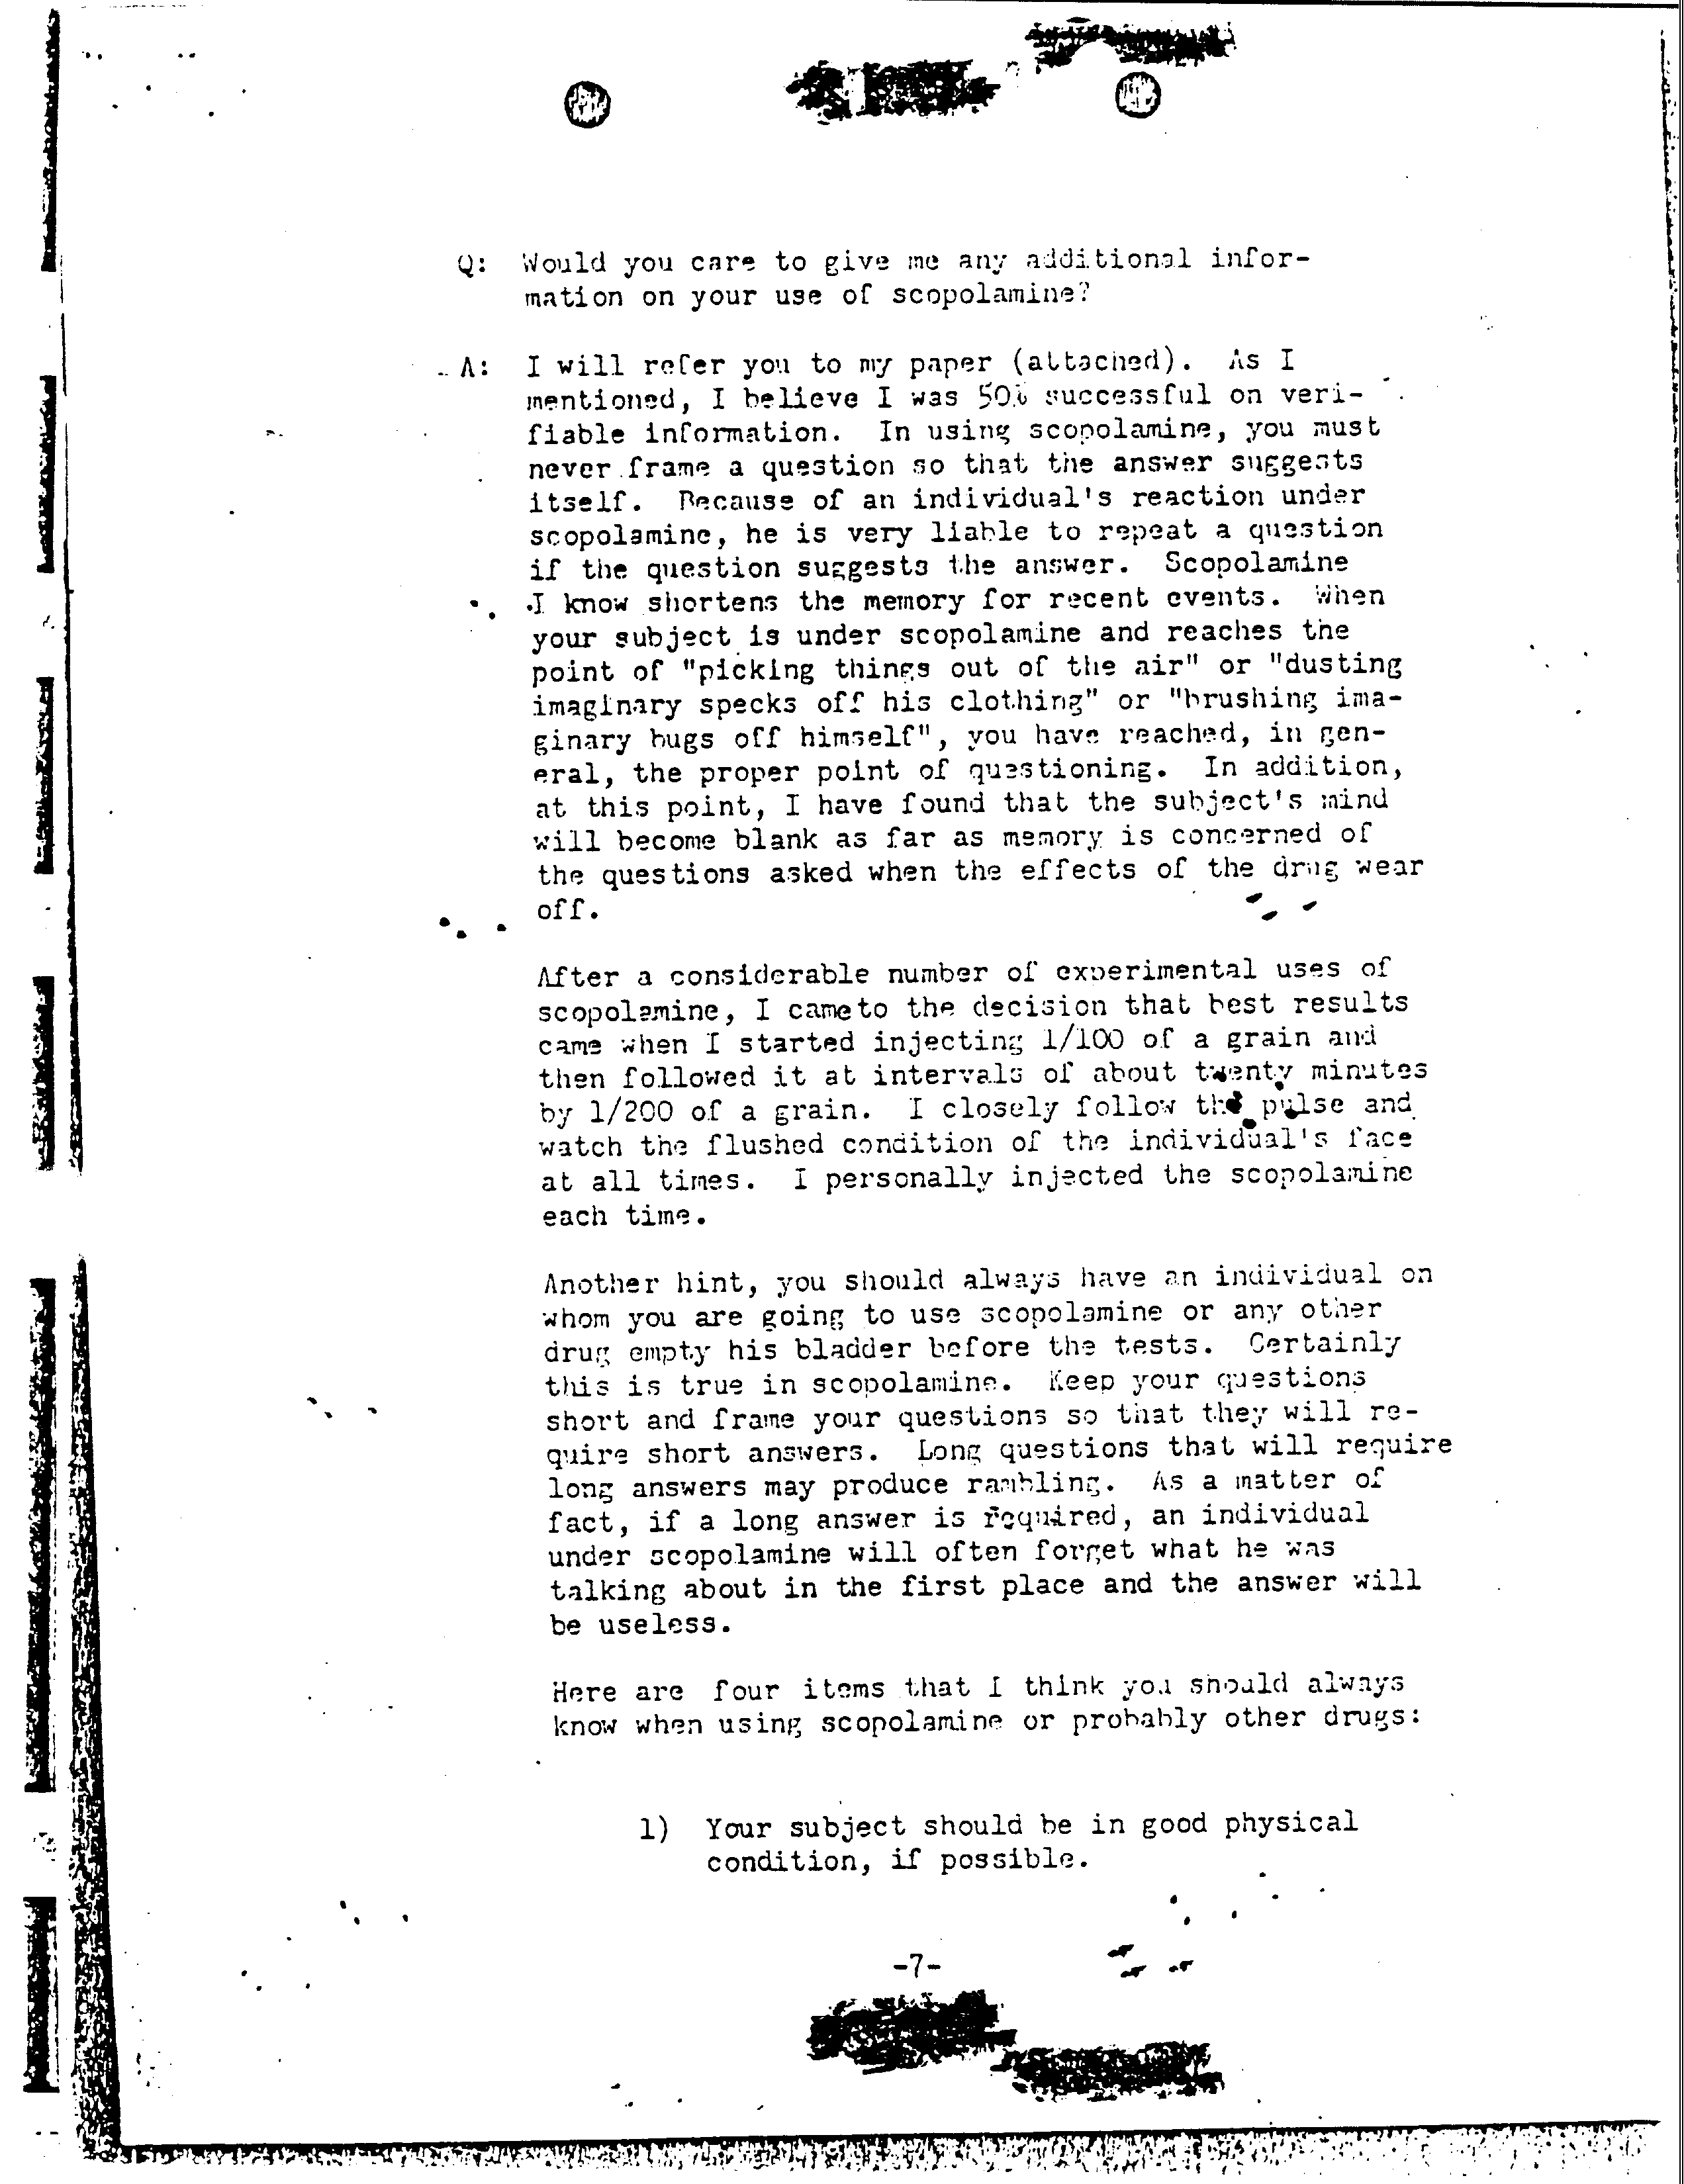 Q: Would you care to give me any additional infor-
mation on your use of scopolamine?
A: I will refer you to my paper (attached). As I
mentioned, I believe I was 50% successful on veri-
fiable information. In using scopolamine, you must
never frame a question so that the answer suggests
itself. Because of an individual's reaction under
scopolamine, he is very liable to repeat a question
if the question suggests the answer. Scopolamine
I know shortens the memory for recent events. When
your subject is under scopolamine and reaches the
point of "picking things out of the air" or "dusting
imaginary specks off his clothing" or "brushing ima-
ginary bugs off himself", you have reached, in gen-
eral, the proper point of questioning. In addition,
at this point, I have found that the subject's mind
will become blank as far as memory is concerned of
the questions asked when the effects of the drug wear
off.
After a considerable number of experimental uses of
scopolamine, I came to the decision that best results
came when I started injecting 1/100 of a grain and
then followed it at intervals of about twenty minutes
by 1/200 of a grain. I closely follow the pulse and
watch the flushed condition of the individual's face
at all times. I personally injected the scopolamine
each time.
Another hint, you should always have an individual on
whom you are going to use scopolamine or any other
drug empty his bladder before the tests. Certainly
this is true in scopolamine. Keep your questions
short and frame your questions so that they will re-
quire short answers. Long questions that will require
long answers may produce rambling. As a matter of
fact, if a long answer is required, an individual
under scopolamine will often forget what he was
talking about in the first place and the answer will
be useless.
Here are four items that I think you should always
know when using scopolamine or probably other drugs:
1) Your subject should be in good physical
condition, if possible.
-7-